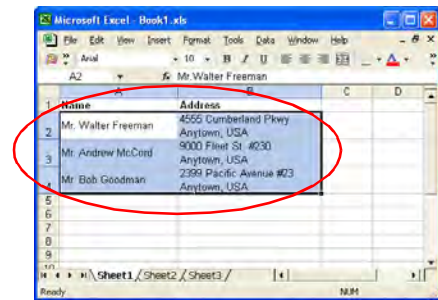 Microsoft Excel - Book1.xls
File Edit View Insert Format Tools Data Window Help
Arial 10 B I U
A2 fx Mr. Walter Freeman
A B C D
1 Name Address
2 Mr. Walter Freeman 4555 Cumberland Pkwy
Anytown, USA
3 Mr. Andrew McCord 9000 Fleet St. #230
Anytown, USA
4 Mr. Bob Goodman 2399 Pacific Avenue #23
Anytown, USA
5
6
7
8
9
10
Sheet1 Sheet2 Sheet3
Ready NUM